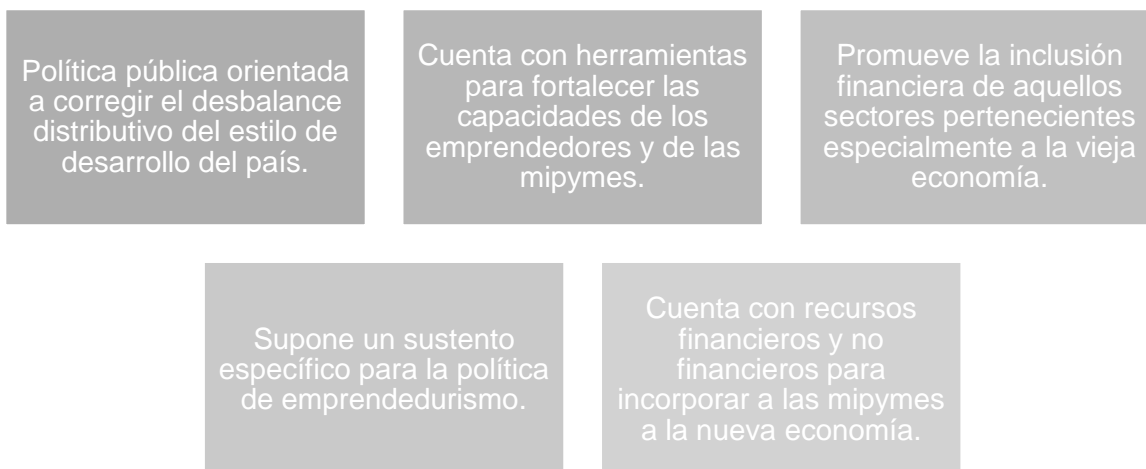 Política pública orientada
a corregir el desbalance
distributivo del estilo de
desarrollo del país.
Cuenta con herramientas
para fortalecer las
capacidades de los
emprendedores y de las
mipymes.
Promueve la inclusión
financiera de aquellos
sectores pertenecientes
especialmente a la vieja
economía.
Supone un sustento
específico para la política
de emprendedurismo.
Cuenta con recursos
financieros y no
financieros para
incorporar a las mipymes
a la nueva economía.